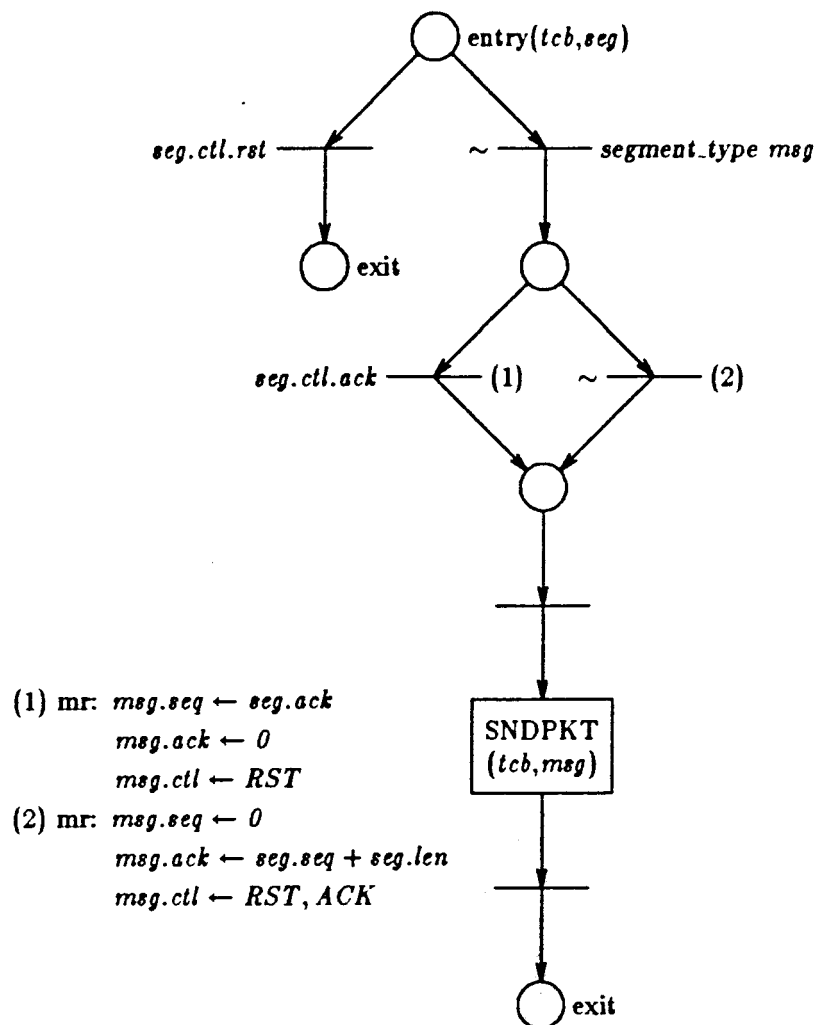 entry(tcb,seg)
seg.ctl.rst
~ segment_type msg
exit
seg.ctl.ack (1)
~ (2)
(1) mr: msg.seq ← seg.ack
msg.ack ← 0
msg.ctl ← RST
(2) mr: msg.seq ← 0
msg.ack ← seg.seq + seg.len
msg.ctl ← RST, ACK
SNDPKT
(tcb,msg)
exit